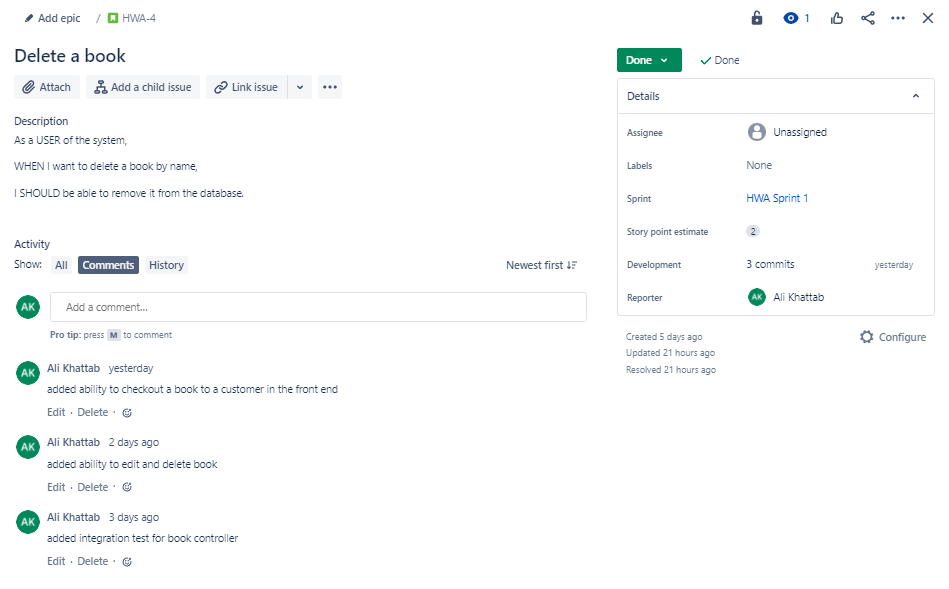 Add epic / HWA-4
1
Delete a book
Attach
Add a child issue
Link issue
Description
As a USER of the system,
WHEN I want to delete a book by name,
I SHOULD be able to remove it from the database.
Activity
Show: All Comments History
Newest first
AK
Add a comment...
Pro tip: press M to comment
AK
Ali Khattab yesterday
added ability to checkout a book to a customer in the front end
Edit · Delete ·
AK
Ali Khattab 2 days ago
added ability to edit and delete book
Edit · Delete ·
AK
Ali Khattab 3 days ago
added integration test for book controller
Edit · Delete ·
Done
Done
Details
Assignee Unassigned
Labels None
Sprint HWA Sprint 1
Story point estimate 2
Development 3 commits yesterday
Reporter AK Ali Khattab
Created 5 days ago
Configure
Updated 21 hours ago
Resolved 21 hours ago